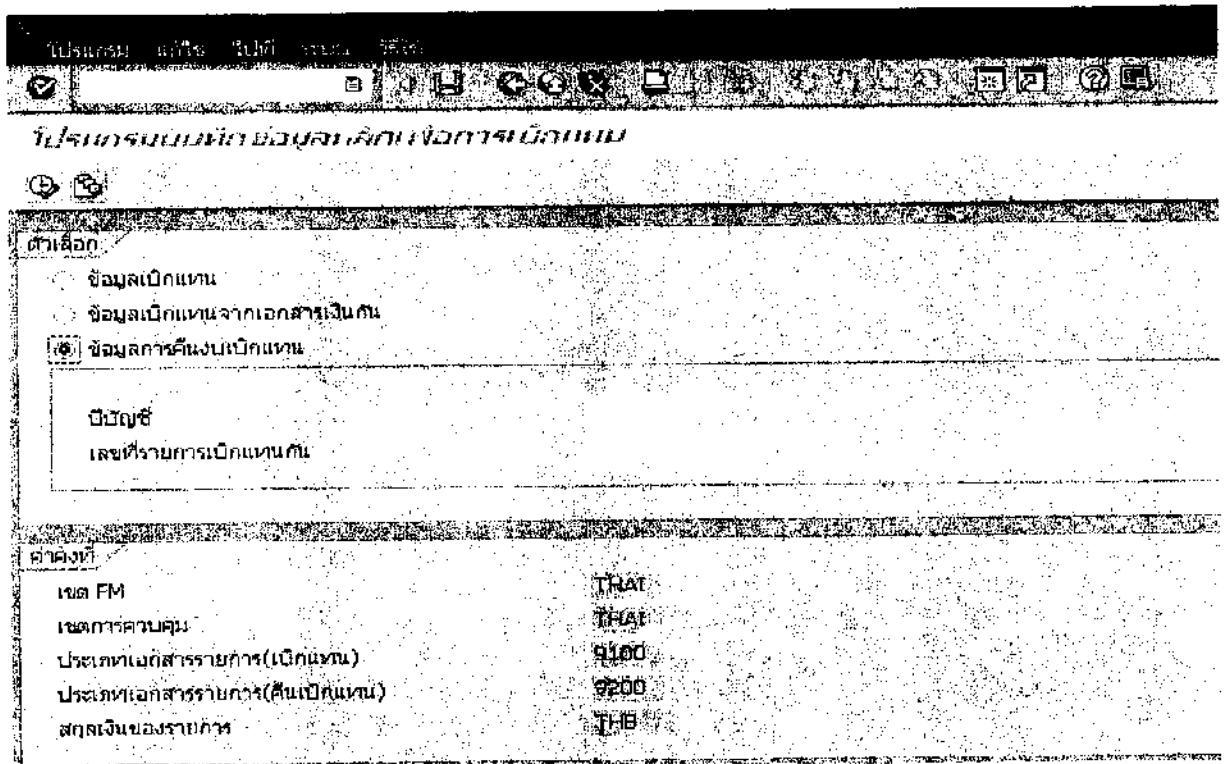 โปรแกรม แก้ไข ไปที่ ระบบ วิธีใช้
โปรแกรมบันทึกข้อมูลหลักเพื่อการเบิกแทน
ตัวเลือก
ข้อมูลเบิกแทน
ข้อมูลเบิกแทนจากเอกสารเงินกัน
ข้อมูลการคืนงบเบิกแทน
ปีบัญชี
เลขที่รายการเบิกแทนกัน
ค่าคงที่
เขต FM THAI
เขตการควบคุม THAI
ประเภทเอกสารรายการ(เบิกแทน) 9100
ประเภทเอกสารรายการ(คืนเบิกแทน) 9200
สกุลเงินของรายการ THB